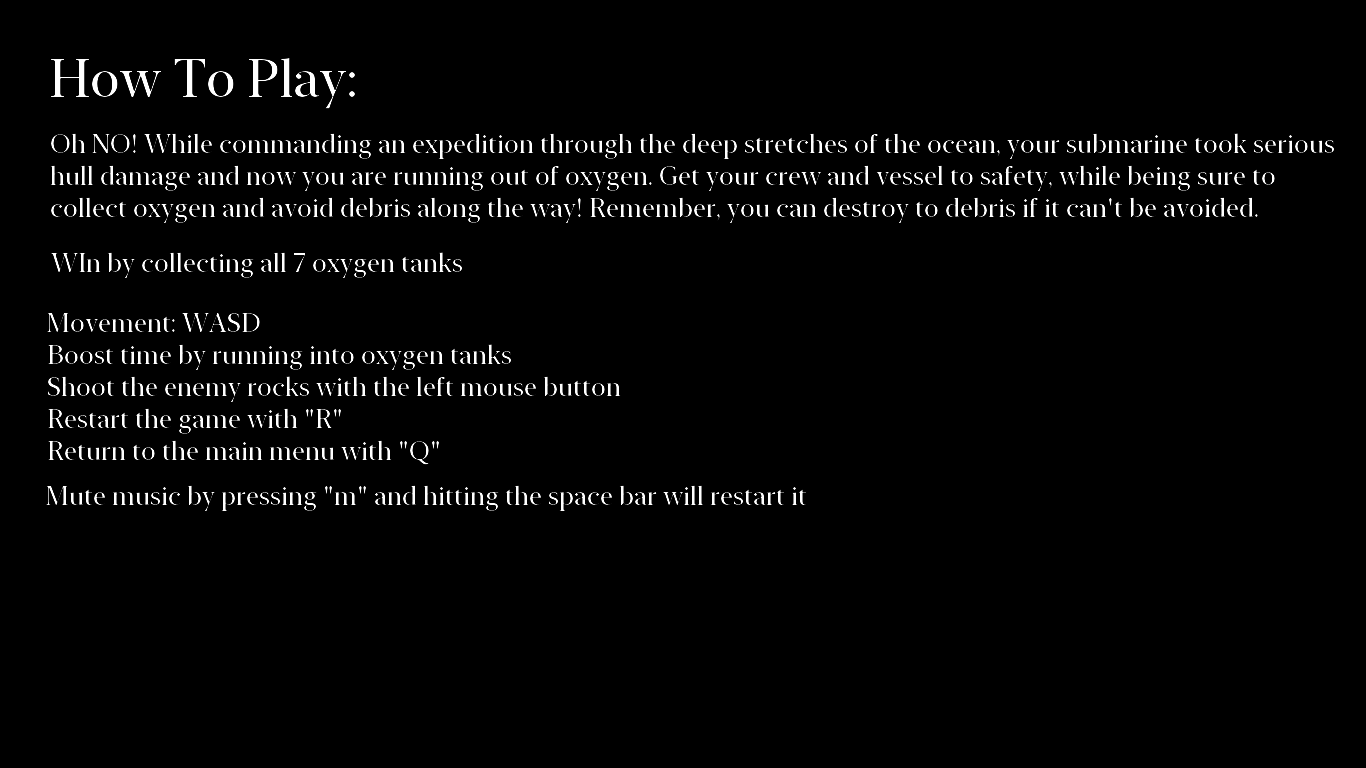 How To Play:
Oh NO! While commanding an expedition through the deep stretches of the ocean, your submarine took serious
hull damage and now you are running out of oxygen. Get your crew and vessel to safety, while being sure to
collect oxygen and avoid debris along the way! Remember, you can destroy to debris if it can't be avoided.
WIn by collecting all 7 oxygen tanks
Movement: WASD
Boost time by running into oxygen tanks
Shoot the enemy rocks with the left mouse button
Restart the game with "R"
Return to the main menu with "Q"
Mute music by pressing "m" and hitting the space bar will restart it